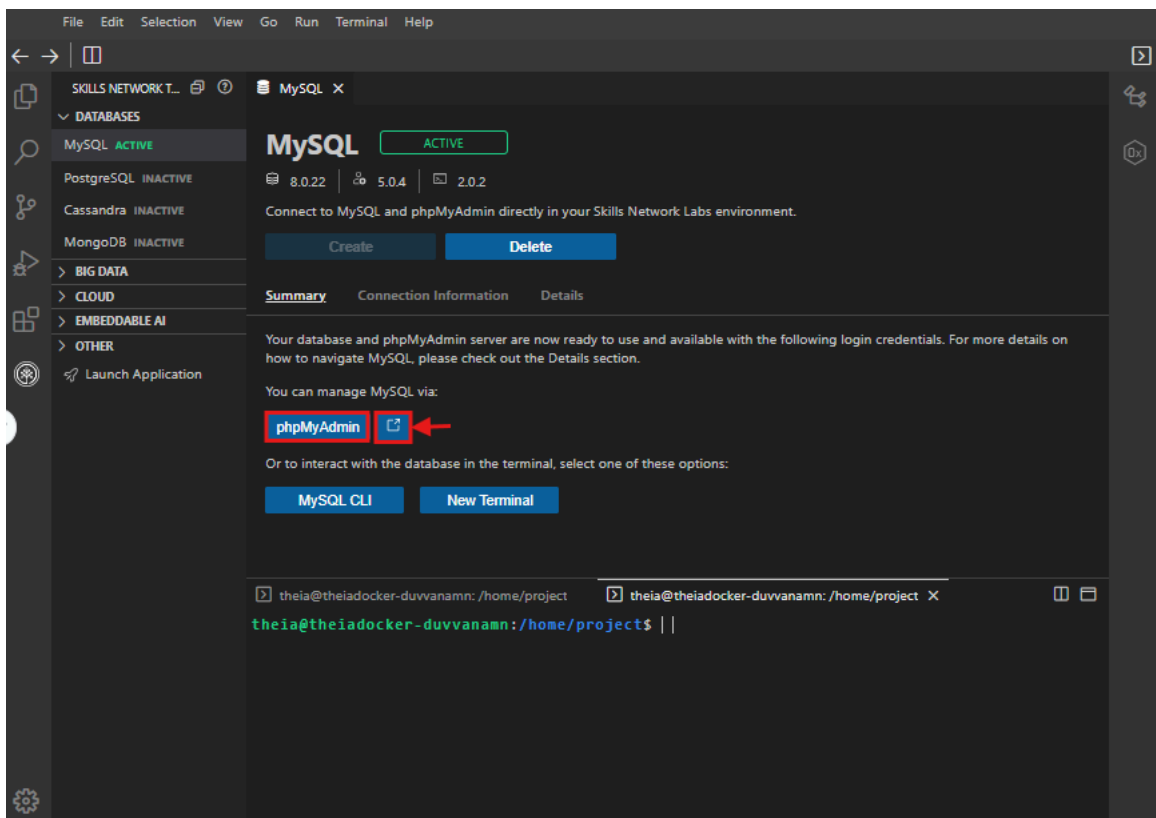 File Edit Selection View Go Run Terminal Help
SKILLS NETWORK T...
DATABASES
MySQL ACTIVE
PostgreSQL INACTIVE
Cassandra INACTIVE
MongoDB INACTIVE
BIG DATA
CLOUD
EMBEDDABLE AI
OTHER
Launch Application
MySQL
MySQL ACTIVE
8.0.22 5.0.4 2.0.2
Connect to MySQL and phpMyAdmin directly in your Skills Network Labs environment.
Create Delete
Summary Connection Information Details
Your database and phpMyAdmin server are now ready to use and available with the following login credentials. For more details on
how to navigate MySQL, please check out the Details section.
You can manage MySQL via:
phpMyAdmin
Or to interact with the database in the terminal, select one of these options:
MySQL CLI New Terminal
theia@theiadocker-duvvanamn: /home/project theia@theiadocker-duvvanamn: /home/project
theia@theiadocker-duvvanamn:/home/project$